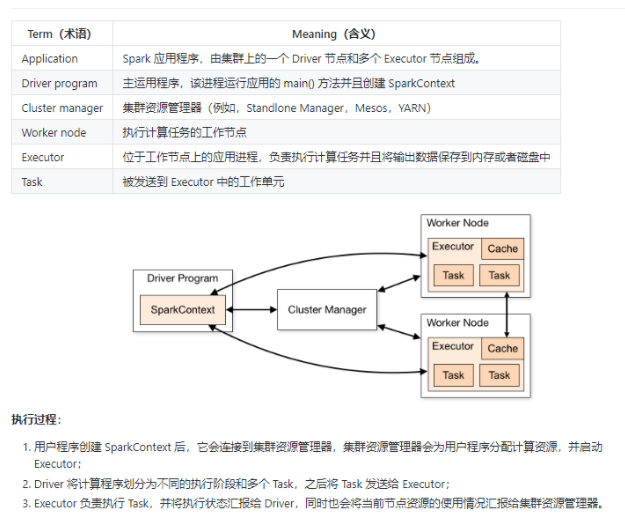 Term（术语） Meaning（含义）
Application Spark 应用程序，由集群上的一个 Driver 节点和多个 Executor 节点组成。
Driver program 主运用程序，该进程运行应用的 main() 方法并且创建 SparkContext
Cluster manager 集群资源管理器（例如，Standlone Manager，Mesos，YARN）
Worker node 执行计算任务的工作节点
Executor 位于工作节点上的应用进程，负责执行计算任务并且将输出数据保存到内存或者磁盘中
Task 被发送到 Executor 中的工作单元
Worker Node
Executor Cache
Task Task
Driver Program
SparkContext
Cluster Manager
Worker Node
Executor Cache
Task Task
执行过程：
1. 用户程序创建 SparkContext 后，它会连接到集群资源管理器，集群资源管理器会为用户程序分配计算资源，并启动
Executor；
2. Driver 将计算程序划分为不同的执行阶段和多个 Task，之后将 Task 发送给 Executor；
3. Executor 负责执行 Task，并将执行状态汇报给 Driver，同时也会将当前节点资源的使用情况汇报给集群资源管理器。